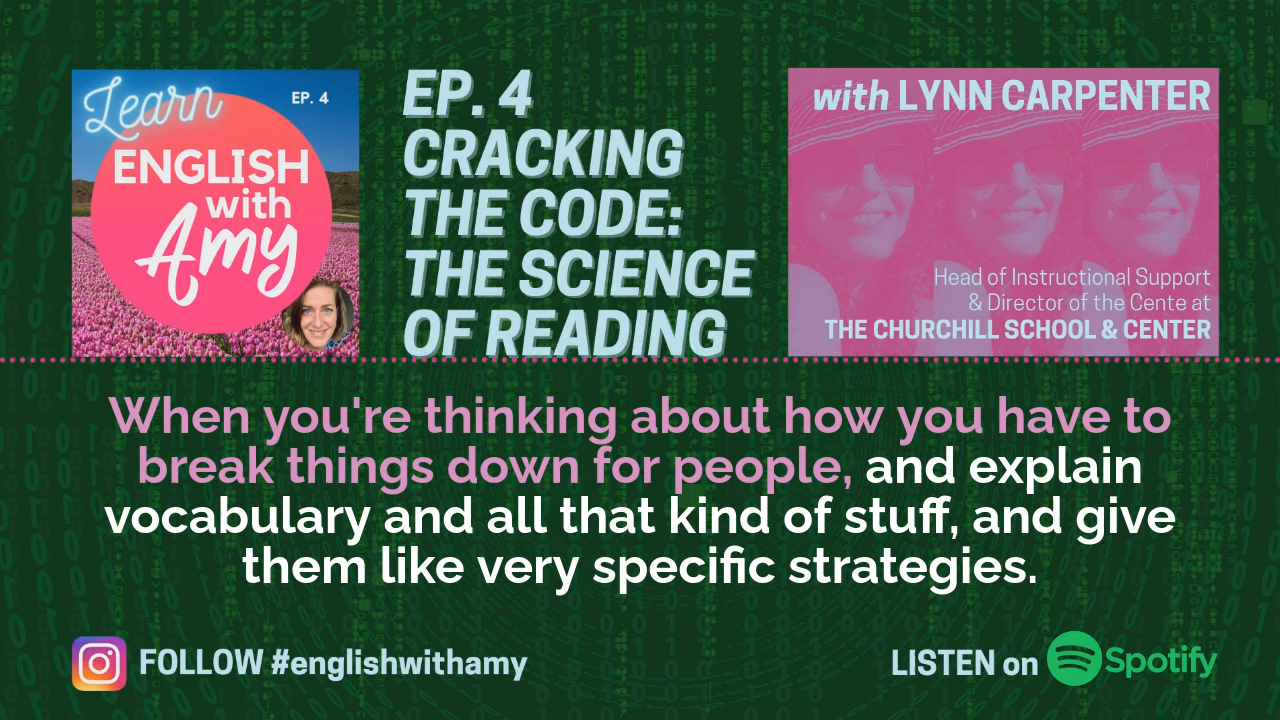 Learn
EP. 4
ENGLISH
with
Amy
EP. 4
CRACKING
THE CODE:
THE SCIENCE
OF READING
with LYNN CARPENTER
Head of Instructional Support
& Director of the Cente at
THE CHURCHILL SCHOOL & CENTER
When you're thinking about how you have to
break things down for people, and explain
vocabulary and all that kind of stuff, and give
them like very specific strategies.
FOLLOW #englishwithamy
LISTEN on Spotify